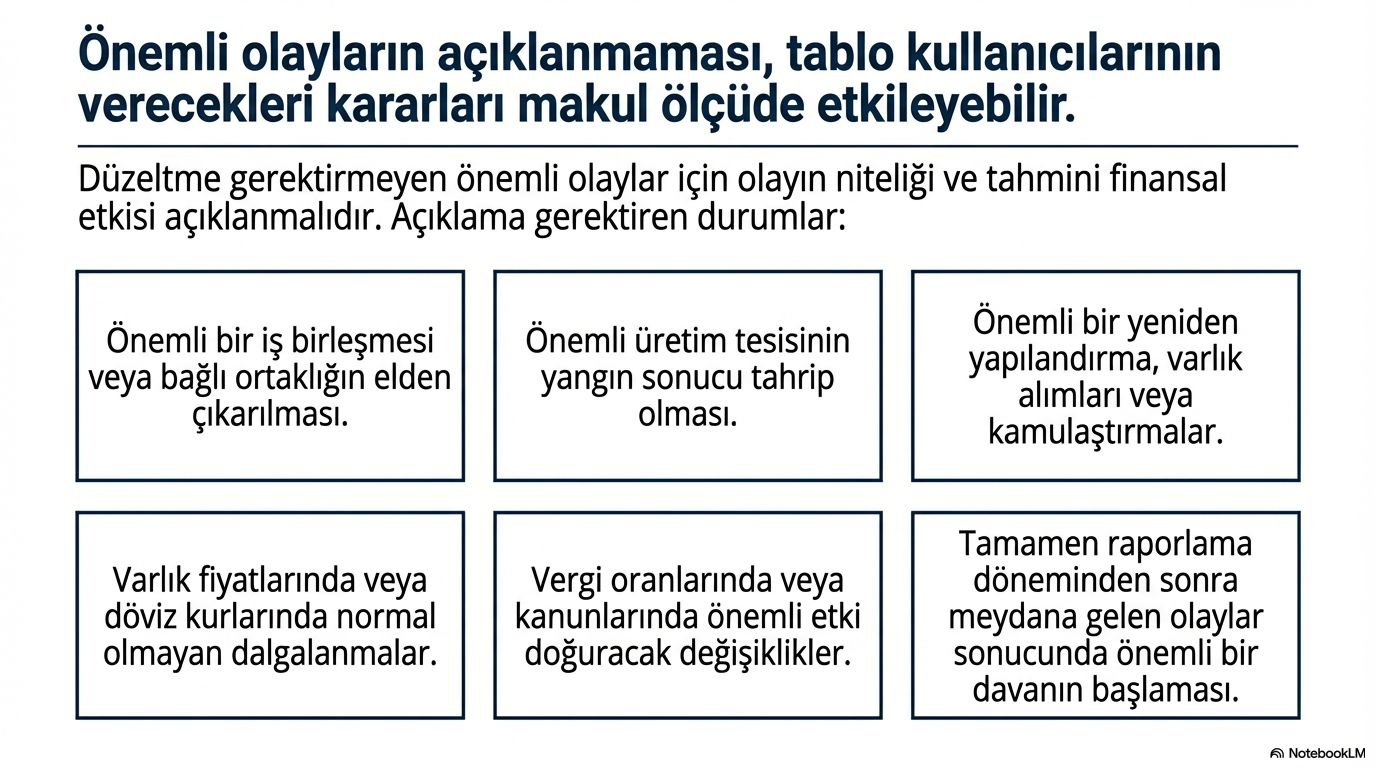 Önemli olayların açıklanmaması, tablo kullanıcılarının
verecekleri kararları makul ölçüde etkileyebilir.
Düzeltme gerektirmeyen önemli olaylar için olayın niteliği ve tahmini finansal
etkisi açıklanmalıdır. Açıklama gerektiren durumlar:
Önemli bir iş birleşmesi
veya bağlı ortaklığın elden
çıkarılması.
Önemli üretim tesisinin
yangın sonucu tahrip
olması.
Önemli bir yeniden
yapılandırma, varlık
alımları veya
kamulaştırmalar.
Varlık fiyatlarında veya
döviz kurlarında normal
olmayan dalgalanmalar.
Vergi oranlarında veya
kanunlarında önemli etki
doğuracak değişiklikler.
Tamamen raporlama
döneminden sonra
meydana gelen olaylar
sonucunda önemli bir
davanın başlaması.
NotebookLM